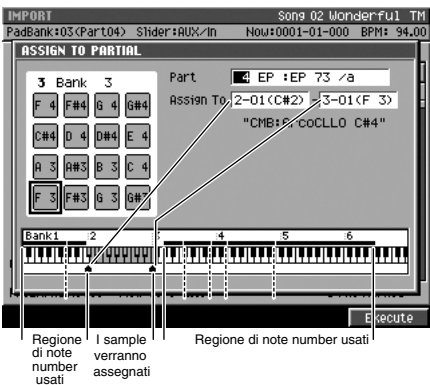 IMPORT Song 02 Wonderful TM
PadBank:03(Part04) Slider:AUX/In Now:0001-01-000 BPM: 94.00
ASSIGN TO PARTIAL
3 Bank 3
F 4 F#4 G 4 G#4
C#4 D 4 D#4 E 4
A 3 A#3 B 3 C 4
F 3 F#3 G 3 G#3
Part 4 EP :EP 73 /a
Assign To 2-01(C#2) - 3-01(F 3)
"CMB:ArcoCLLO C#4"
Bank1 2 3 4 5 6
Execute
Regione di note number usati
I sample verranno assegnati
Regione di note number usati